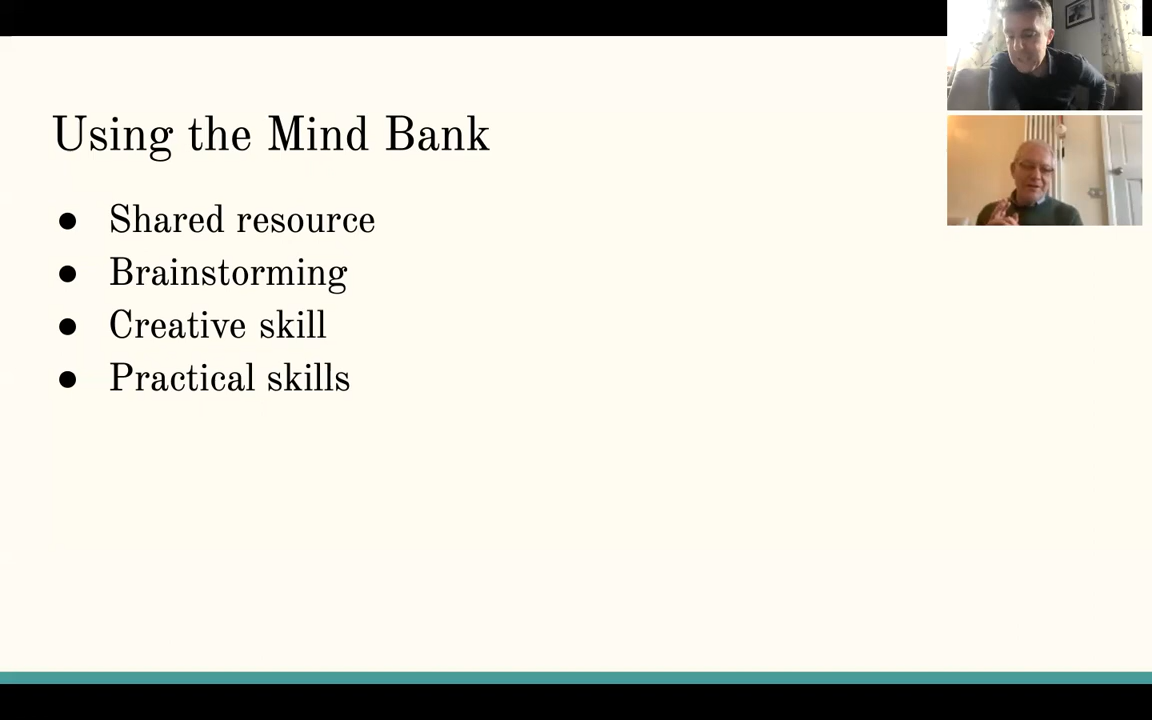 Using the Mind Bank
● Shared resource
● Brainstorming
● Creative skill
● Practical skills